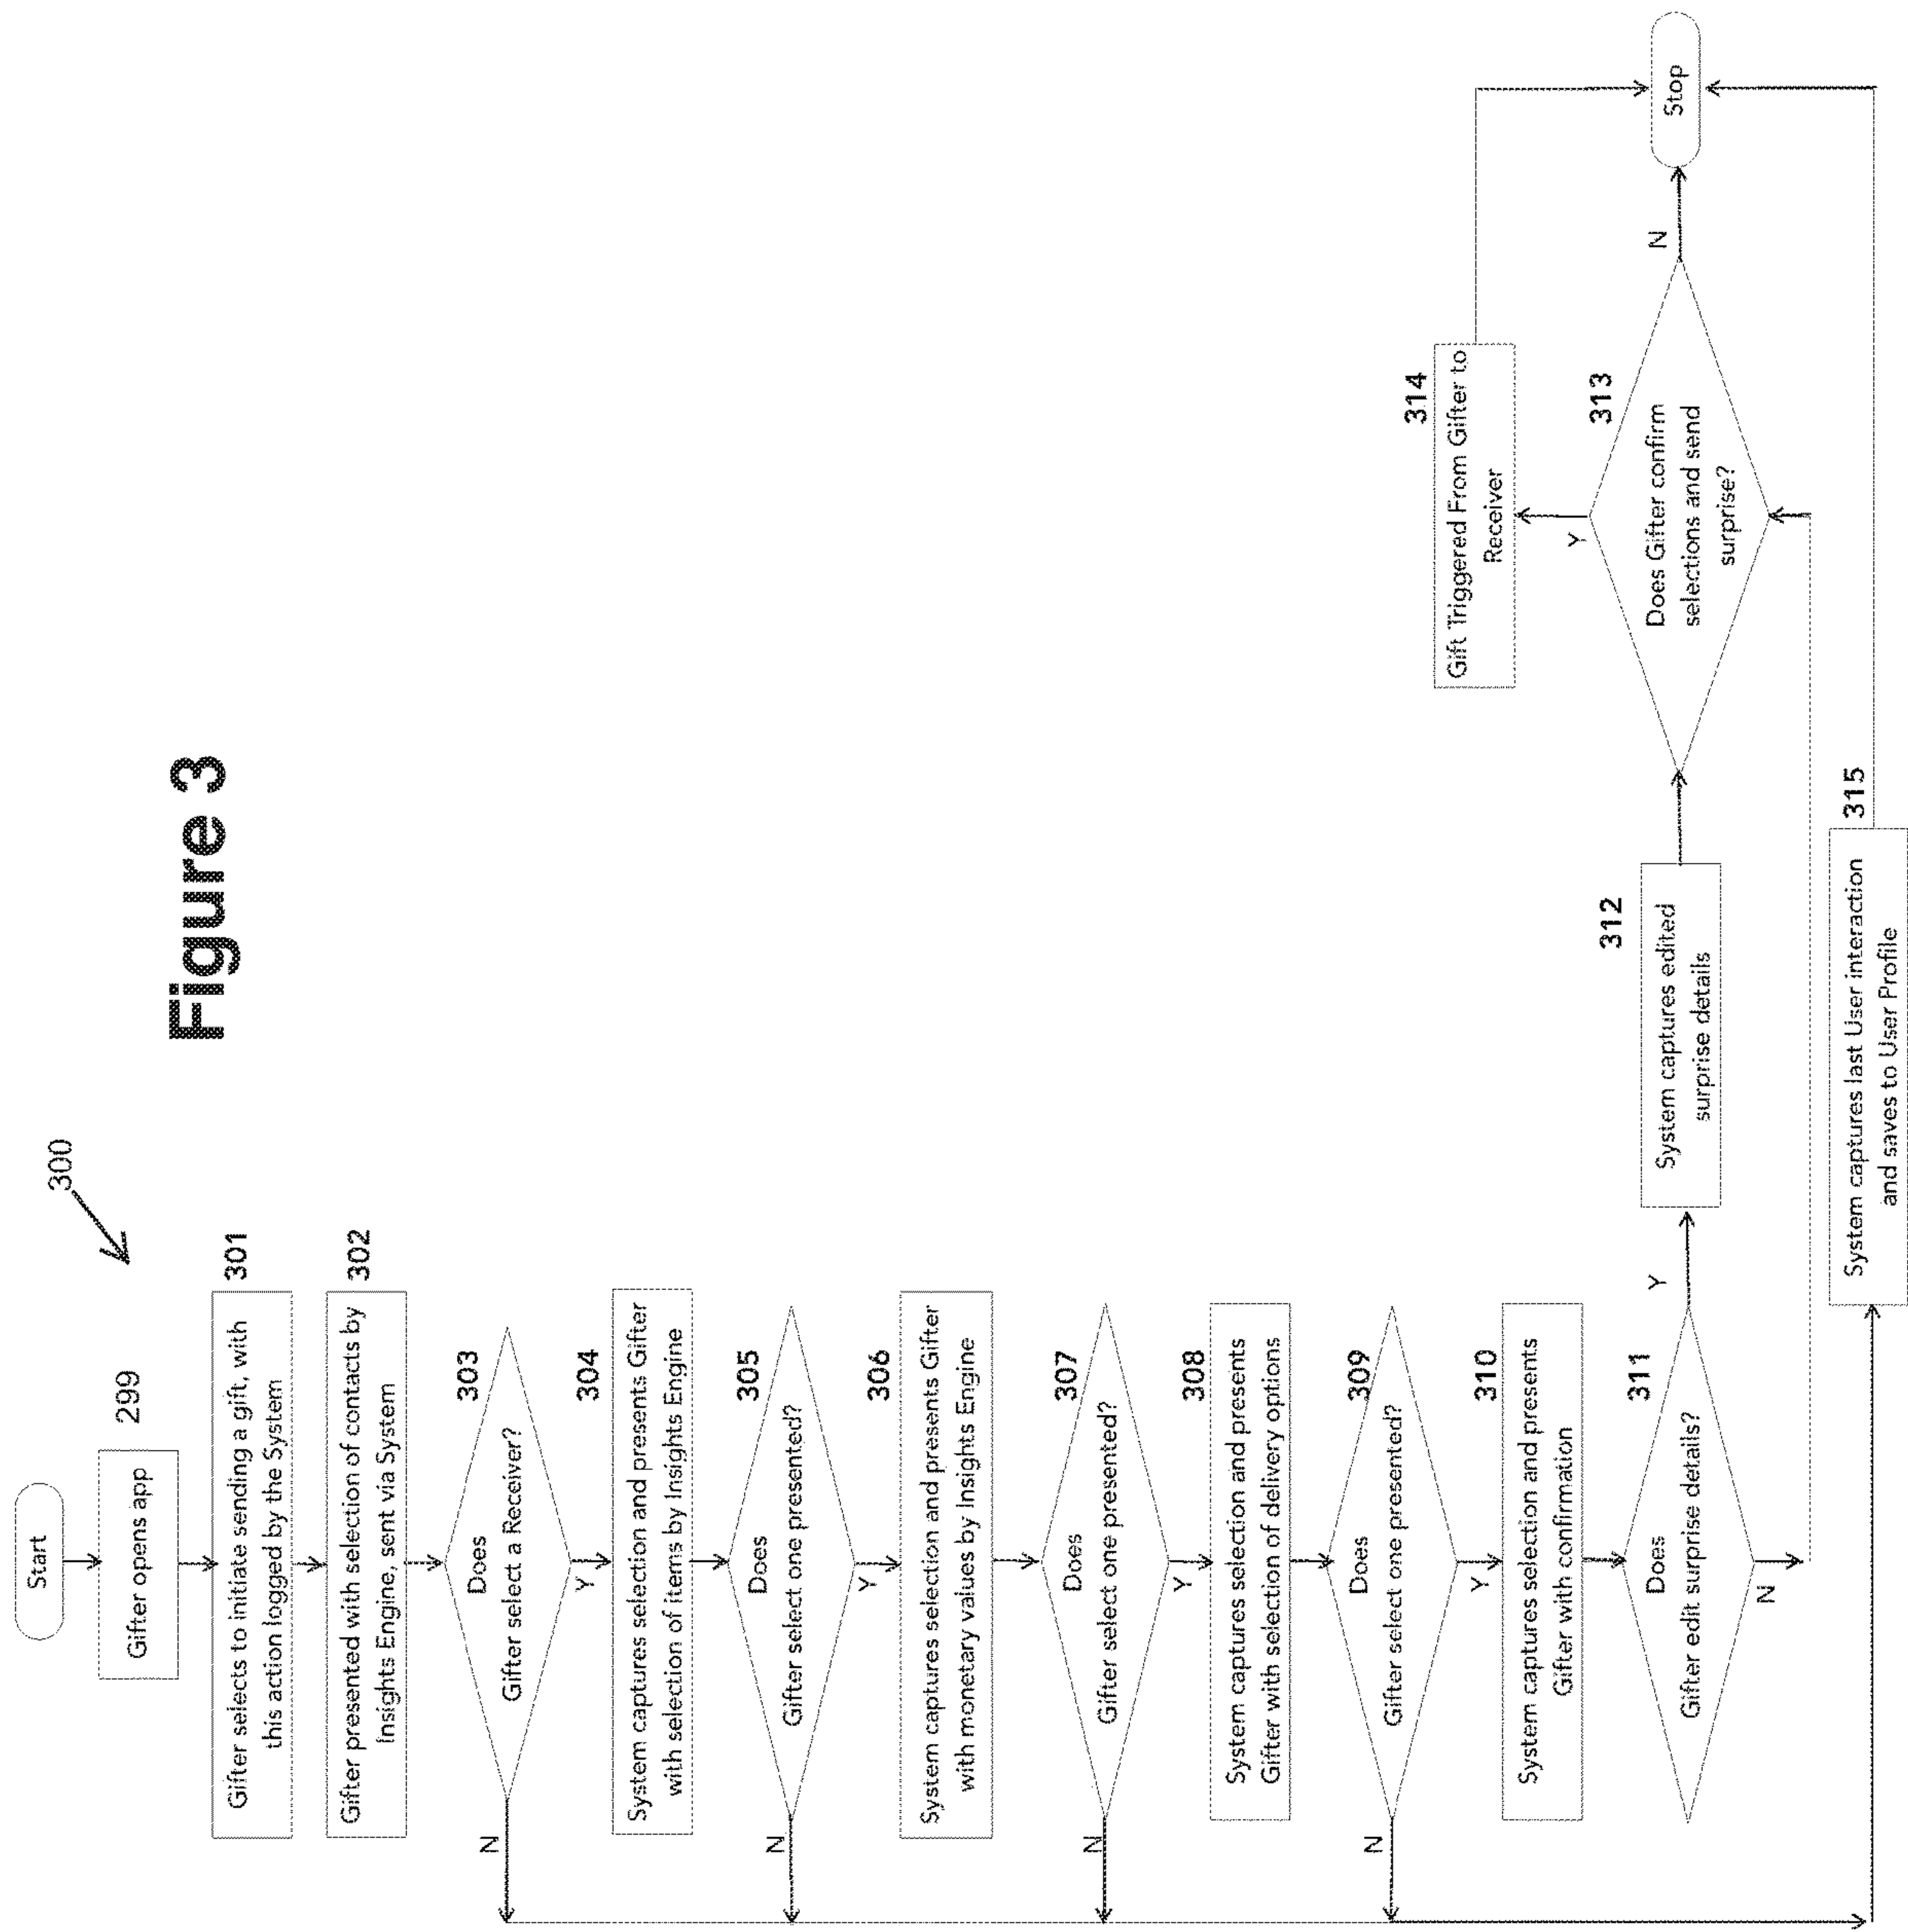 Figure 3
300
Start
Gifter opens app
299
Gifter selects to initiate sending a gift, with
this action logged by the System
301
Gifter presented with selection of contacts by
Insights Engine, sent via System
302
Does
Gifter select a Receiver?
303
N
Y
System captures selection and presents Gifter
with selection of items by Insights Engine
304
Does
Gifter select one presented?
305
N
Y
System captures selection and presents Gifter
with monetary values by Insights Engine
306
Does
Gifter select one presented?
307
N
Y
System captures selection and presents
Gifter with selection of delivery options
308
Does
Gifter select one presented?
309
N
Y
System captures selection and presents
Gifter with confirmation
310
Does
Gifter edit surprise details?
311
Y
N
System captures edited
surprise details
312
Does Gifter confirm
selections and send
surprise?
313
Y
N
Gift Triggered From Gifter to
Receiver
314
System captures last User interaction
and saves to User Profile
315
Stop